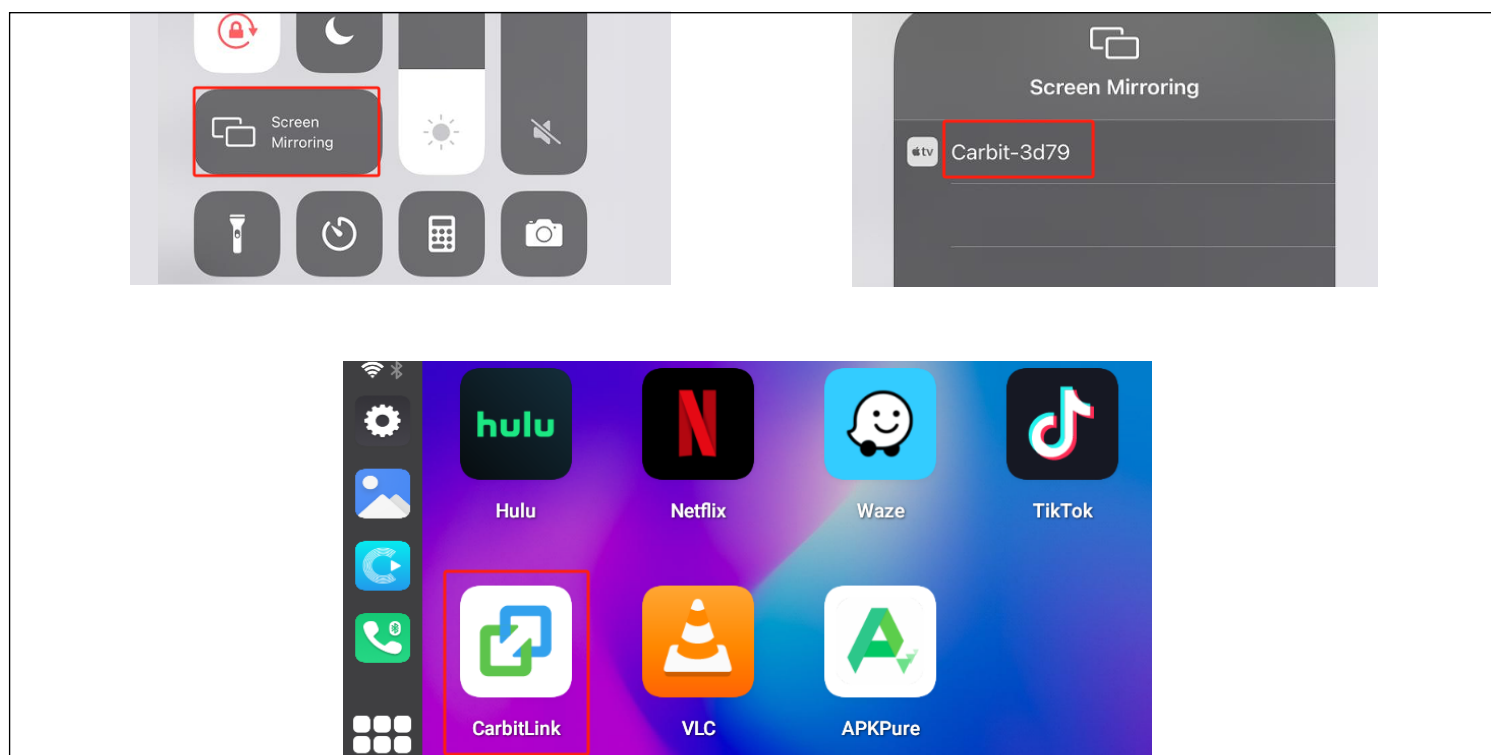 Screen
Mirroring
Screen Mirroring
tv
Carbit-3d79
hulu
N
Hulu
Netflix
Waze
TikTok
CarbitLink
VLC
APKPure